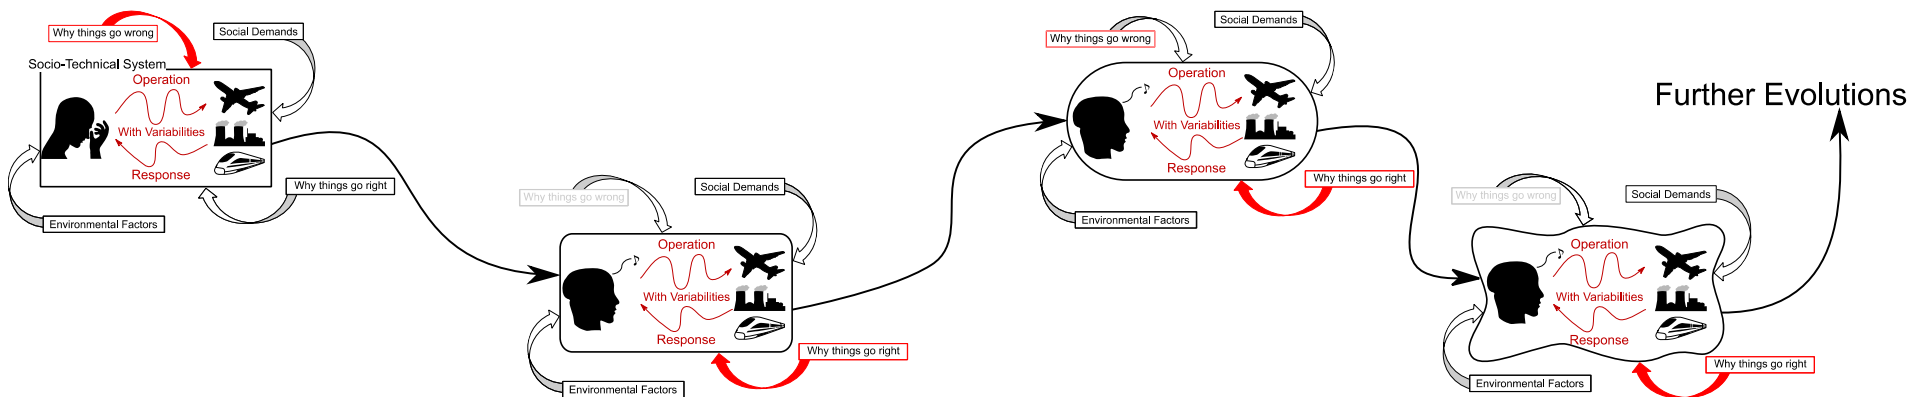 Why things go wrong
Social Demands
Socio-Technical System
Operation
With Variabilities
Response
Why things go right
Environmental Factors
Why things go wrong
Social Demands
Operation
With Variabilities
Response
Why things go right
Environmental Factors
Why things go wrong
Social Demands
Operation
With Variabilities
Response
Why things go right
Environmental Factors
Why things go wrong
Social Demands
Operation
With Variabilities
Response
Why things go right
Environmental Factors
Further Evolutions